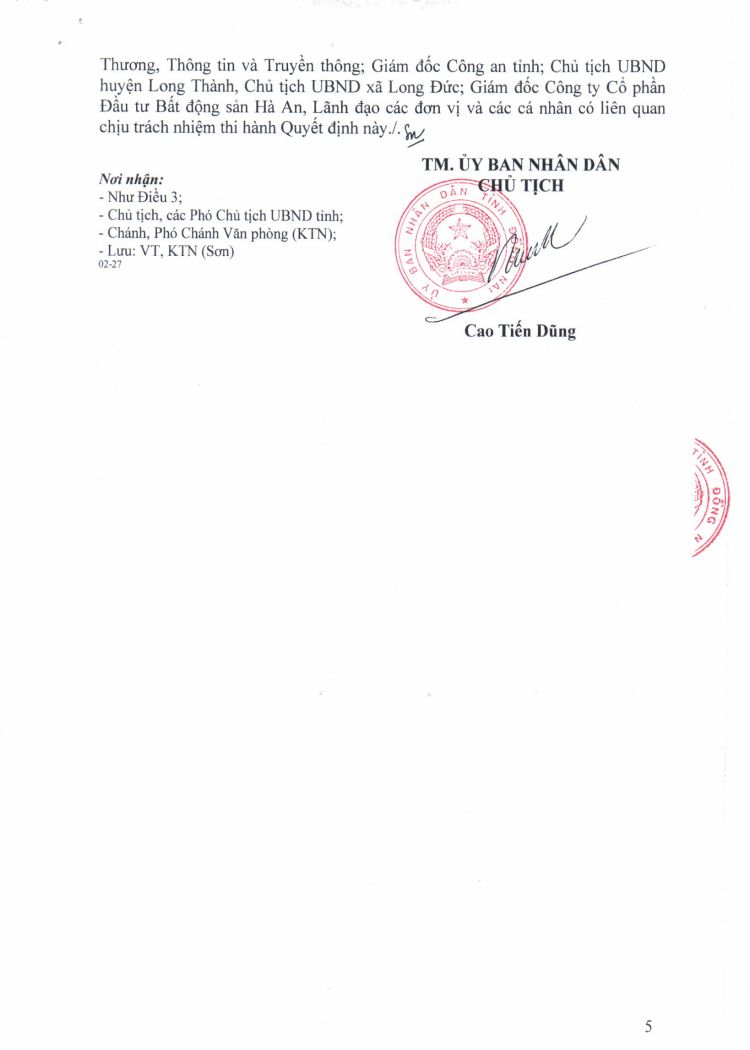 Thương, Thông tin và Truyền thông; Giám đốc Công an tỉnh; Chủ tịch UBND
huyện Long Thành, Chủ tịch UBND xã Long Đức; Giám đốc Công ty Cổ phần
Đầu tư Bất động sản Hà An, Lãnh đạo các đơn vị và các cá nhân có liên quan
chịu trách nhiệm thi hành Quyết định này./.
Nơi nhận:
- Như Điều 3;
- Chủ tịch, các Phó Chủ tịch UBND tỉnh;
- Chánh, Phó Chánh Văn phòng (KTN);
- Lưu: VT, KTN (Sơn)
02-27
TM. ỦY BAN NHÂN DÂN
CHỦ TỊCH
ỦY BAN NHÂN DÂN TỈNH ĐỒNG NAI
Cao Tiến Dũng
TỈNH ĐỒNG N
5